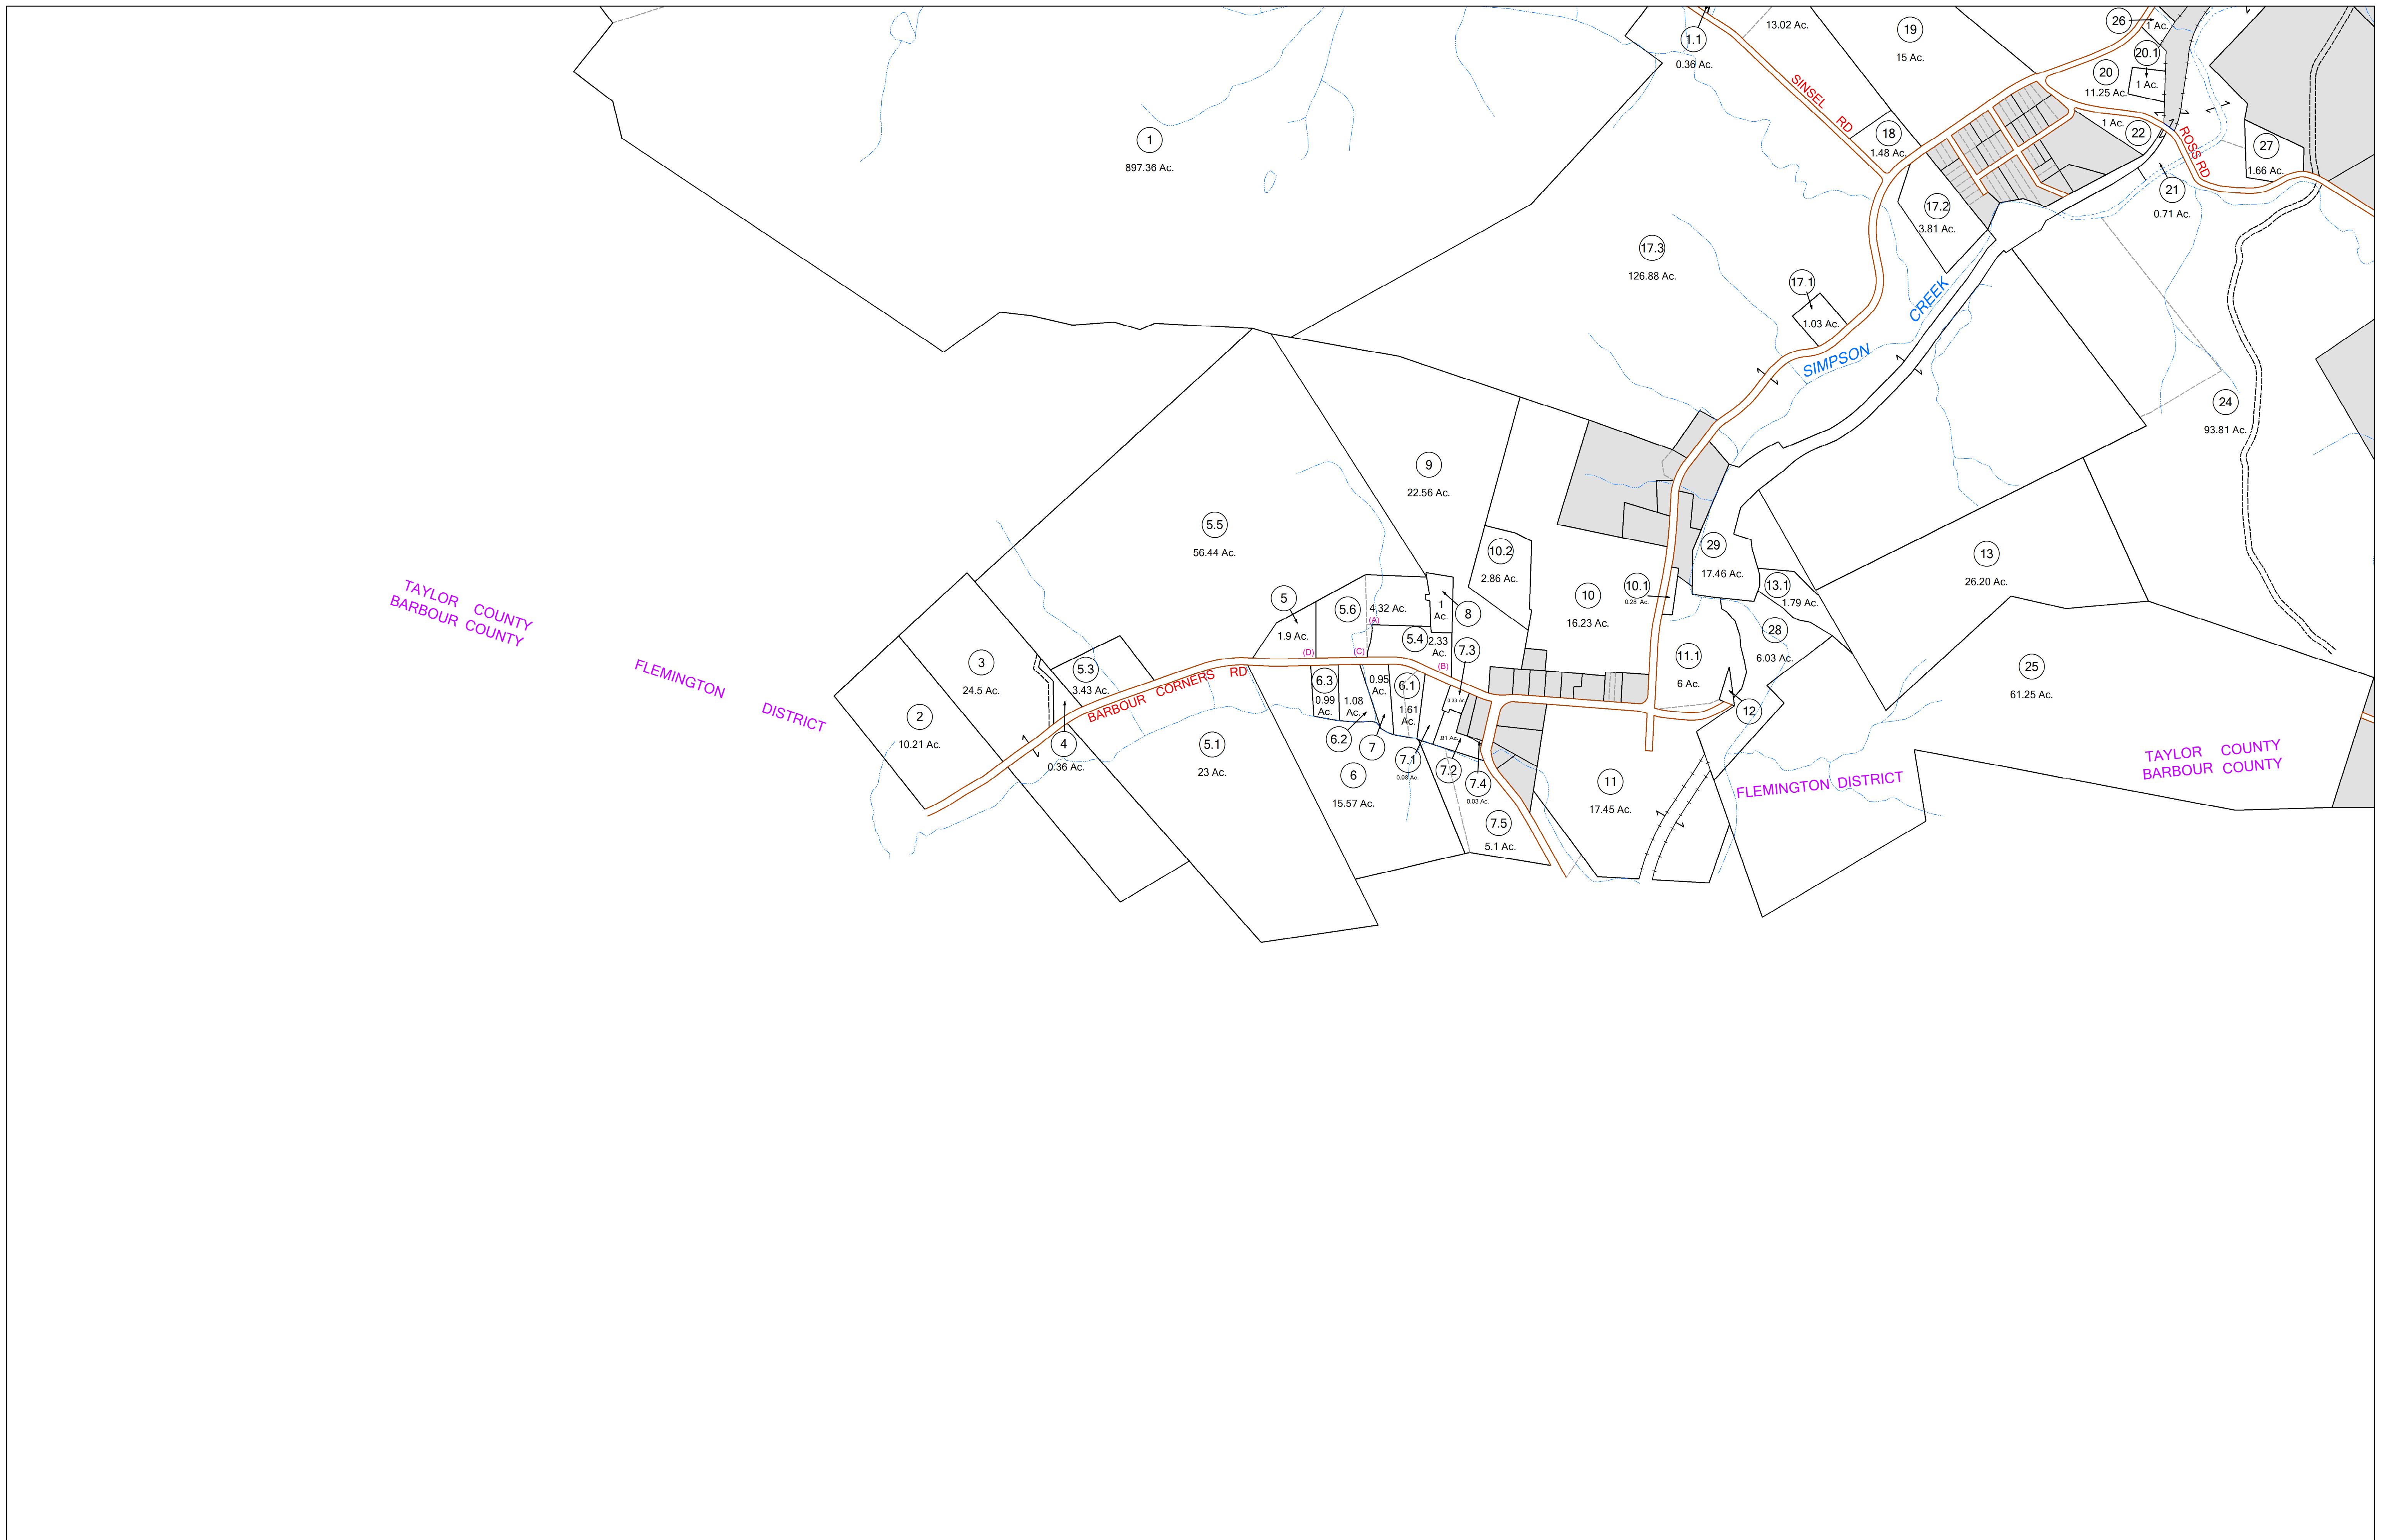 26
1 Ac.
13.02 Ac.
19
15 Ac.
1.1
0.36 Ac.
20.1
1 Ac.
20
11.25 Ac.
SINSEL RD
18
1.48 Ac.
1 Ac.
22
ROSS RD
27
1.66 Ac.
1
897.36 Ac.
21
0.71 Ac.
17.2
3.81 Ac.
17.3
126.88 Ac.
17.1
1.03 Ac.
SIMPSON CREEK
24
93.81 Ac.
9
22.56 Ac.
5.5
56.44 Ac.
10.2
2.86 Ac.
29
17.46 Ac.
13
26.20 Ac.
13.1
1.79 Ac.
10.1
0.28 Ac.
10
16.23 Ac.
5
1.9 Ac.
5.6
4.32 Ac.
(A)
1
Ac.
8
5.4
2.33
Ac.
(D)
(C)
(B)
7.3
0.33 Ac.
28
6.03 Ac.
11.1
6 Ac.
25
61.25 Ac.
TAYLOR COUNTY
BARBOUR COUNTY
FLEMINGTON DISTRICT
3
24.5 Ac.
5.3
3.43 Ac.
BARBOUR CORNERS RD
6.3
0.99
Ac.
1.08
Ac.
0.95
Ac.
6.1
1.61
Ac.
2
10.21 Ac.
4
0.36 Ac.
5.1
23 Ac.
6.2
7
.81 Ac.
12
7.1
0.98 Ac.
7.2
7.4
0.03 Ac.
6
15.57 Ac.
11
17.45 Ac.
7.5
5.1 Ac.
FLEMINGTON DISTRICT
TAYLOR COUNTY
BARBOUR COUNTY